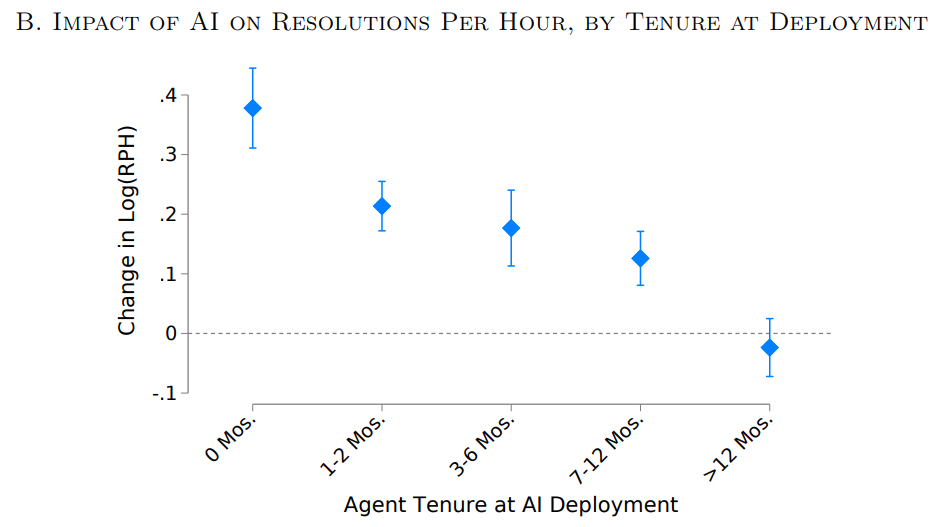 B. Impact of AI on Resolutions Per Hour, by Tenure at Deployment
.4
.3
.2
.1
0
-.1
Change in Log(RPH)
0 Mos.
1-2 Mos.
3-6 Mos.
7-12 Mos.
>12 Mos.
Agent Tenure at AI Deployment